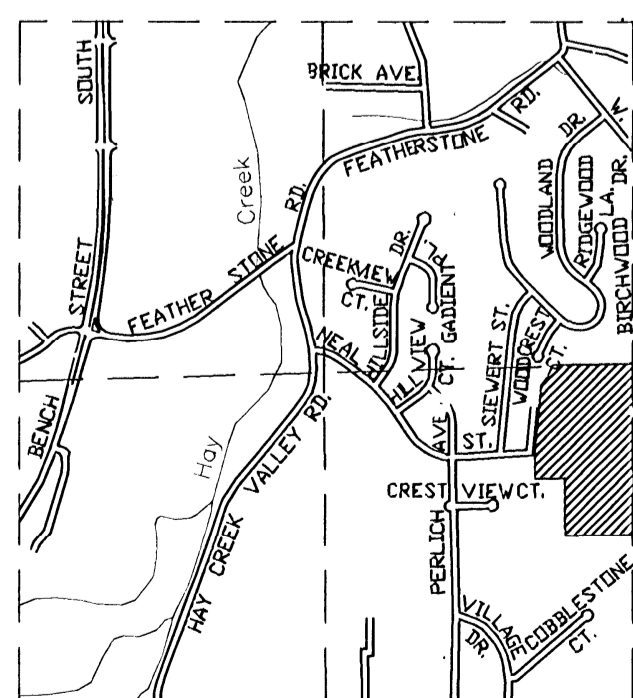 SOUTH
BRICK AVE.
RD.
FEATHERSTONE
DR.
W.
Creek
RD.
WOODLAND
RIDGEWOOD
LA.
DR.
BIRCHWOOD
STREET
FEATHER STONE
CREEKVIEW
CT.
DR.
HILLSIDE
PL.
GADIENT
NEAL
HILLVIEW
CT.
SIEWERT ST.
WOODCREST
CT.
BENCH
Hay
HAY CREEK VALLEY RD.
AVE
ST.
CREST VIEW CT.
PERLICH
VILLAGE
DR.
COBBLESTONE
CT.